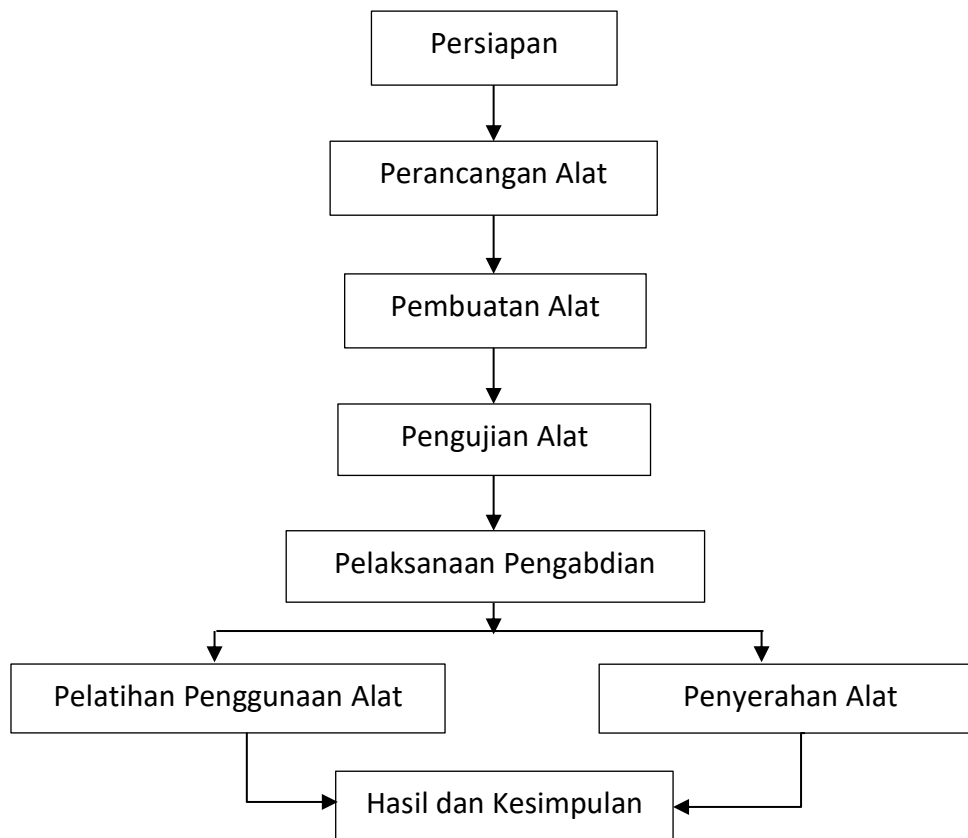 Persiapan
Perancangan Alat
Pembuatan Alat
Pengujian Alat
Pelaksanaan Pengabdian
Pelatihan Penggunaan Alat
Penyerahan Alat
Hasil dan Kesimpulan